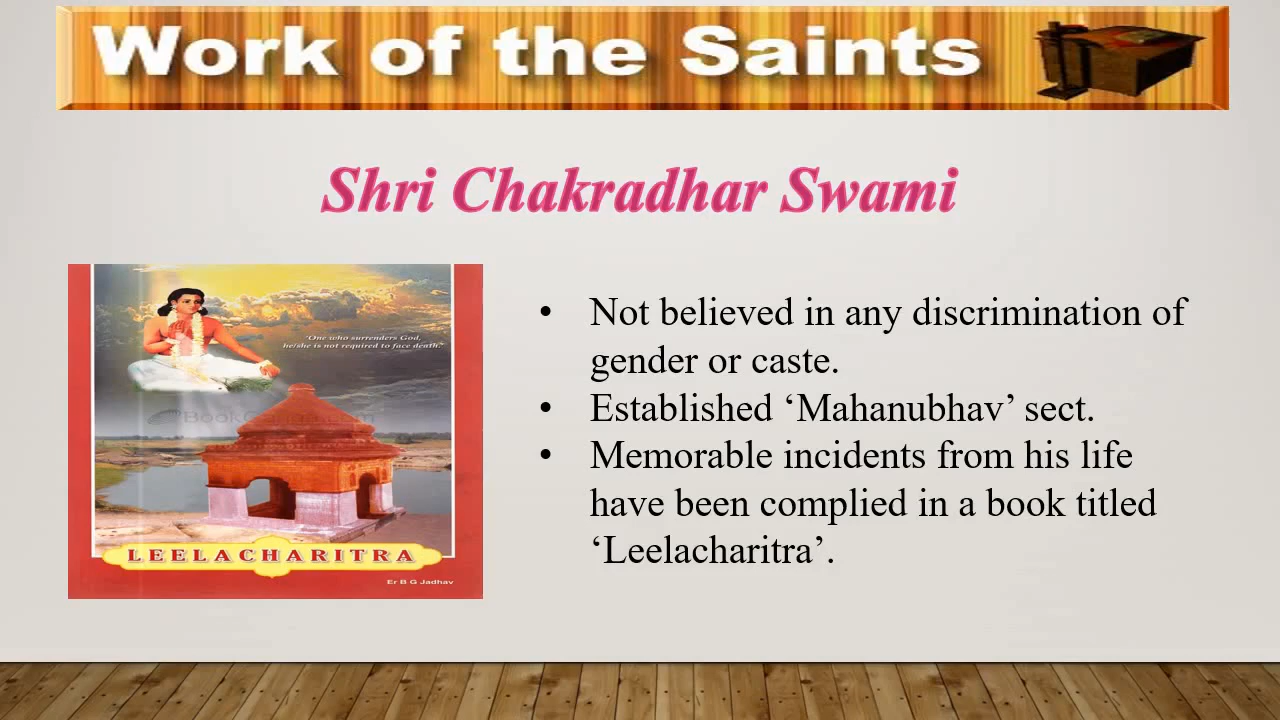 Work of the Saints
Shri Chakradhar Swami
'One who surrenders God,
he/she is not required to face death.'
BookGanga.com
LEELACHARITRA
Er B G Jadhav
• Not believed in any discrimination of
gender or caste.
• Established ‘Mahanubhav’ sect.
• Memorable incidents from his life
have been complied in a book titled
‘Leelacharitra’.